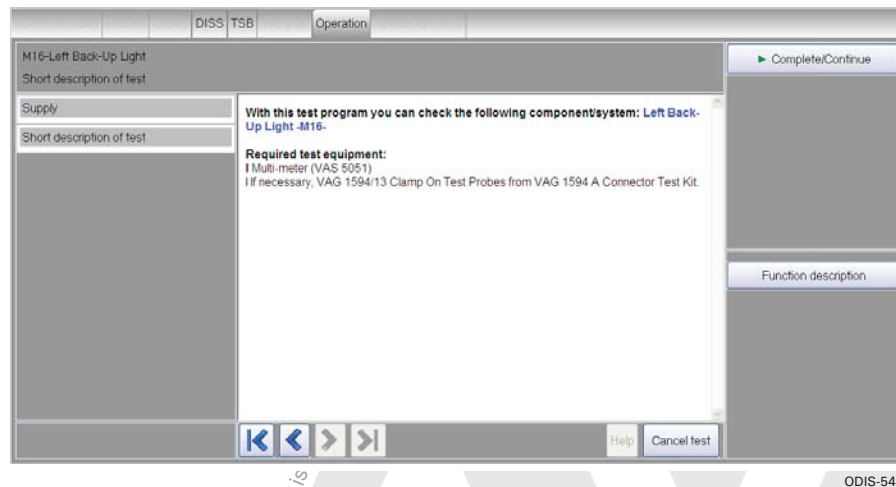 DISS
TSB
Operation
M16-Left Back-Up Light
Short description of test
Complete/Continue
Supply
Short description of test
With this test program you can check the following component/system: Left Back-
Up Light -M16-
Required test equipment:
l Multi-meter (VAS 5051)
l If necessary, VAG 1594/13 Clamp On Test Probes from VAG 1594 A Connector Test Kit.
Function description
Help
Cancel test
is
ODIS-54